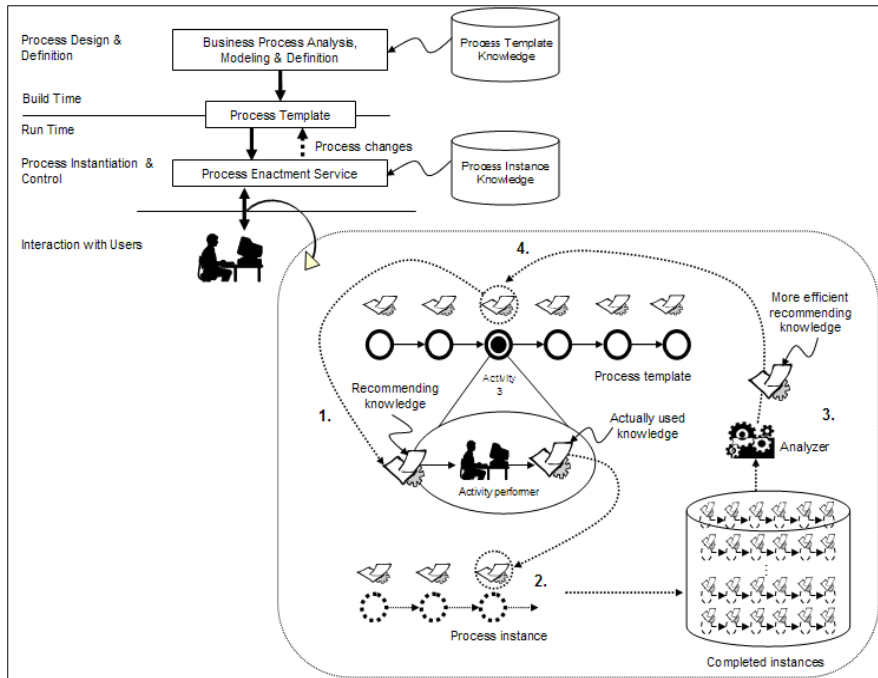 Process Design &
Definition
Business Process Analysis,
Modeling & Definition
Process Template
Knowledge
Build Time
Process Template
Run Time
Process changes
Process Instantiation &
Control
Process Enactment Service
Process Instance
Knowledge
Interaction with Users
4.
More efficient
recommending
knowledge
Process template
Activity
3
Recommending
knowledge
1.
Actually used
knowledge
3.
Analyzer
Activity performer
2.
Process instance
Completed instances